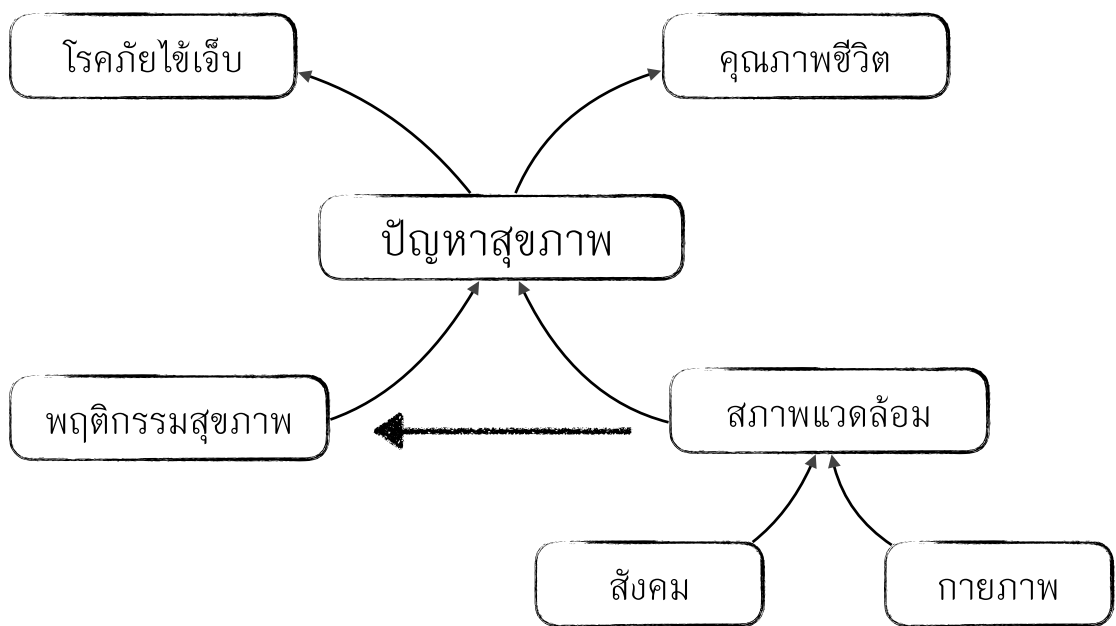 โรคภัยไข้เจ็บ
คุณภาพชีวิต
ปัญหาสุขภาพ
พฤติกรรมสุขภาพ
สภาพแวดล้อม
สังคม
กายภาพ